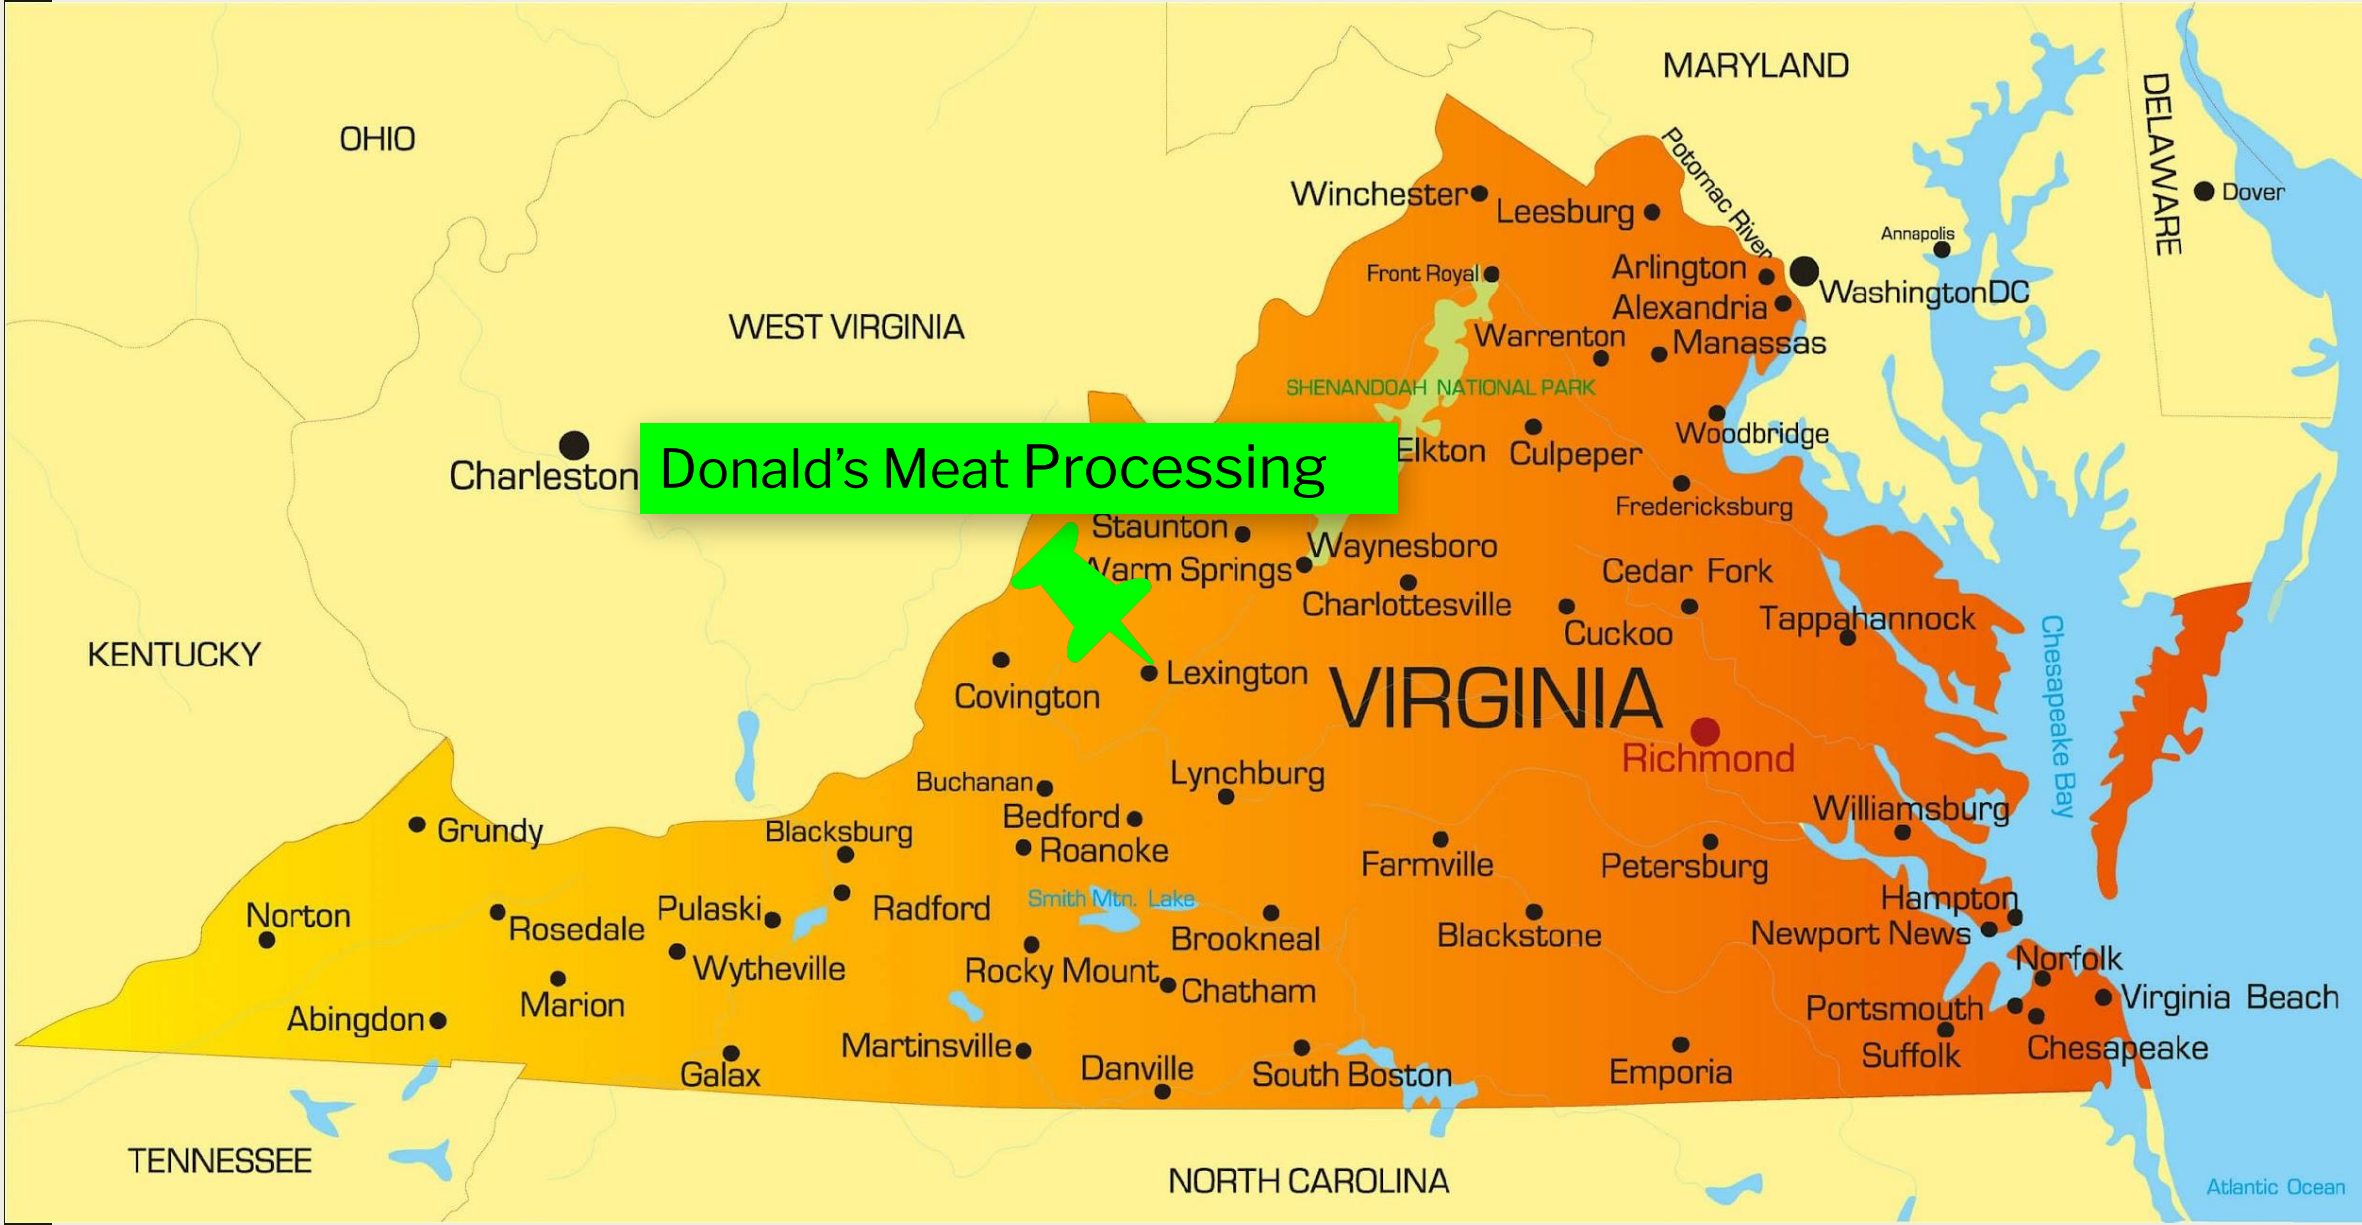 MARYLAND
DELAWARE
OHIO
Potomac River
Winchester
Leesburg
Dover
Annapolis
Front Royal
Arlington
WashingtonDC
Alexandria
WEST VIRGINIA
Warrenton
Manassas
SHENANDOAH NATIONAL PARK
Woodbridge
Elkton
Culpeper
Charleston
Donald's Meat Processing
Fredericksburg
Staunton
Waynesboro
Warm Springs
Cedar Fork
Charlottesville
Tappahannock
Cuckoo
KENTUCKY
Chesapeake Bay
Lexington
Covington
VIRGINIA
Richmond
Lynchburg
Buchanan
Williamsburg
Bedford
Grundy
Blacksburg
Roanoke
Farmville
Petersburg
Smith Mtn. Lake
Hampton
Norton
Pulaski
Radford
Rosedale
Brookneal
Blackstone
Newport News
Norfolk
Wytheville
Rocky Mount
Chatham
Virginia Beach
Marion
Portsmouth
Abingdon
Martinsville
Chesapeake
Suffolk
Danville
Galax
South Boston
Emporia
TENNESSEE
NORTH CAROLINA
Atlantic Ocean